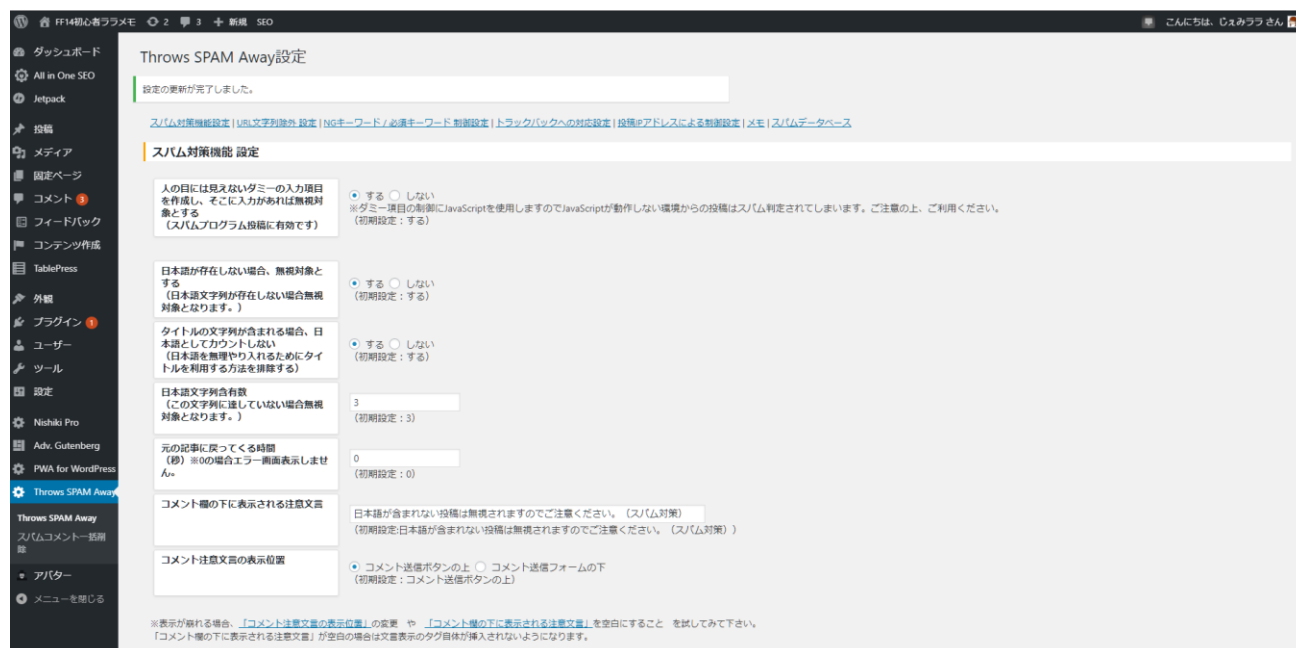 FF14初心者ララメモ 2 3 新規 SEO
こんにちは、じぇみララ さん
ダッシュボード
All in One SEO
Jetpack
投稿
メディア
固定ページ
コメント 3
フィードバック
コンテンツ作成
TablePress
外観
プラグイン 1
ユーザー
ツール
設定
Nishiki Pro
Adv. Gutenberg
PWA for WordPress
Throws SPAM Away
Throws SPAM Away
スパムコメント一括削
除
アバター
メニューを閉じる
Throws SPAM Away設定
設定の更新が完了しました。
スパム対策機能設定 | URL文字列除外 設定 | NGキーワード / 必須キーワード 制御設定 | トラックバックへの対応設定 | 投稿IPアドレスによる制御設定 | メモ | スパムデータベース
スパム対策機能 設定
人の目には見えないダミーの入力項目
を作成し、そこに入力があれば無視対
象とする
（スパムプログラム投稿に有効です）
する しない
※ダミー項目の制御にJavaScriptを使用しますのでJavaScriptが動作しない環境からの投稿はスパム判定されてしまいます。ご注意の上、ご利用ください。
（初期設定：する）
日本語が存在しない場合、無視対象と
する
（日本語文字列が存在しない場合無視
対象となります。）
する しない
（初期設定：する）
タイトルの文字列が含まれる場合、日
本語としてカウントしない
（日本語を無理やり入れるためにタイ
トルを利用する方法を排除する）
する しない
（初期設定：する）
日本語文字列含有数
（この文字列に達していない場合無視
対象となります。）
3
（初期設定：3）
元の記事に戻ってくる時間
（秒）※0の場合エラー画面表示しませ
ん。
0
（初期設定：0）
コメント欄の下に表示される注意文言
日本語が含まれない投稿は無視されますのでご注意ください。（スパム対策）
（初期設定:日本語が含まれない投稿は無視されますのでご注意ください。（スパム対策））
コメント注意文言の表示位置
コメント送信ボタンの上 コメント送信フォームの下
（初期設定：コメント送信ボタンの上）
※表示が崩れる場合、「コメント注意文言の表示位置」の変更 や 「コメント欄の下に表示される注意文言」を空白にすること を試してみて下さい。
「コメント欄の下に表示される注意文言」が空白の場合は文言表示のタグ自体が挿入されないようになります。